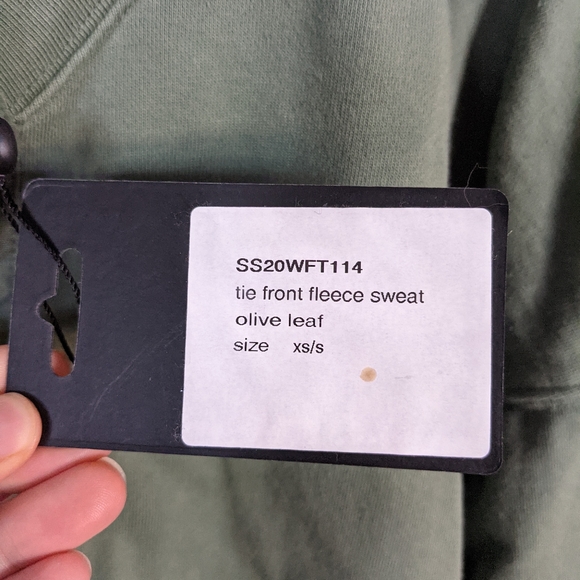 SS20WFT114
tie front fleece sweat
olive leaf
size xs/s